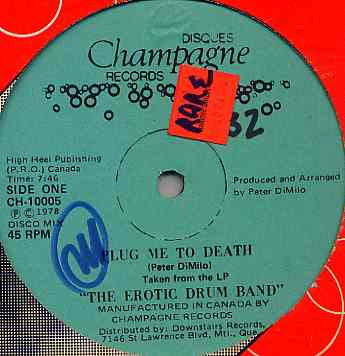 DISQUES
Champagne
RECORDS
RARE
32
High Heel Publishing
(P.R.O.) Canada
Time: 7:46
SIDE ONE
CH-10005
Ⓟ © 1978
DISCO MIX
45 RPM
Produced and Arranged
by Peter DiMilo
PLUG ME TO DEATH
(Peter DiMilo)
Taken from the LP
"THE EROTIC DRUM BAND"
MANUFACTURED IN CANADA BY
CHAMPAGNE RECORDS
Distributed by: Downstairs Records,
7146 St Lawrence Blvd, Mtl., Que.